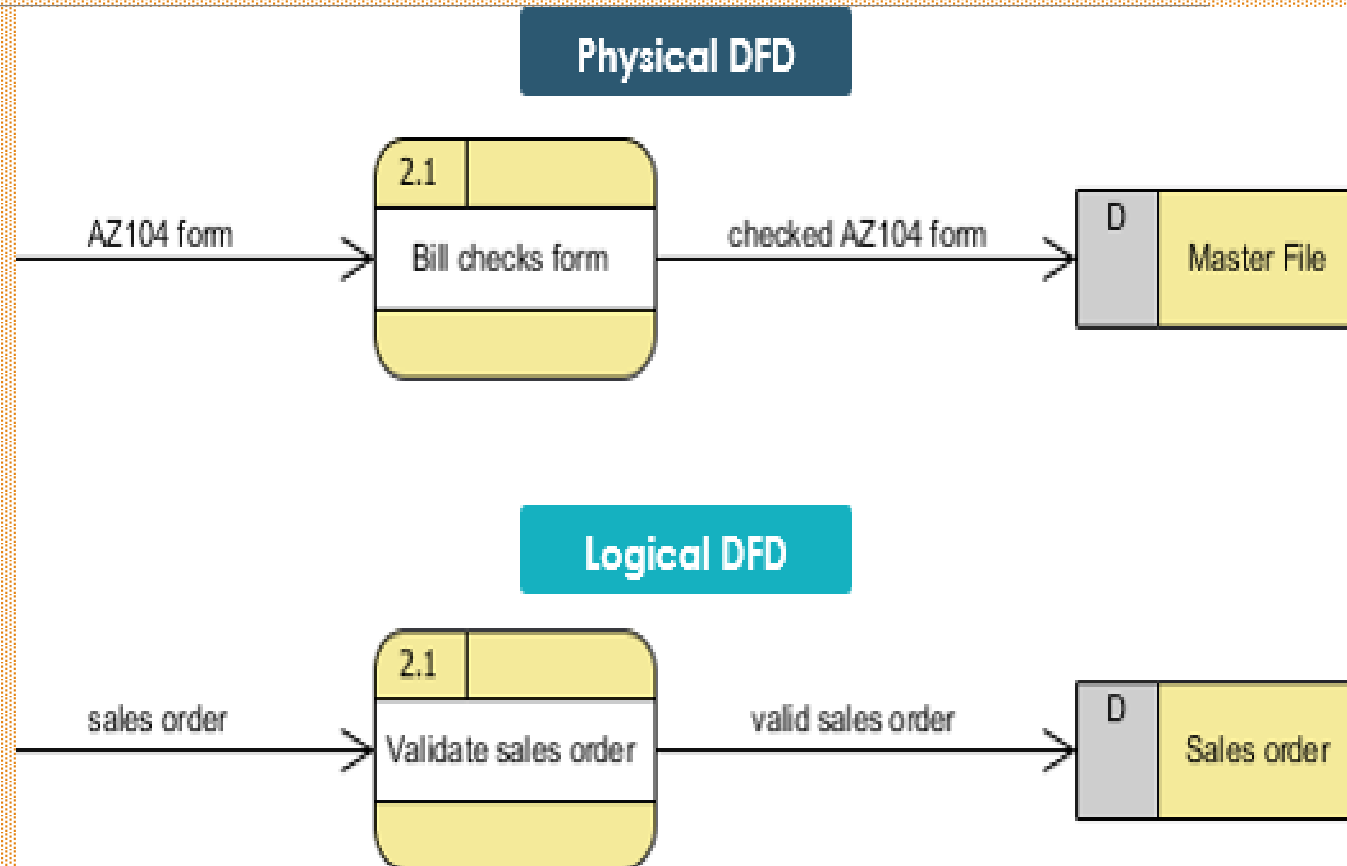 Physical DFD
2.1
AZ104 form
Bill checks form
checked AZ104 form
D
Master File
Logical DFD
2.1
sales order
Validate sales order
valid sales order
D
Sales order